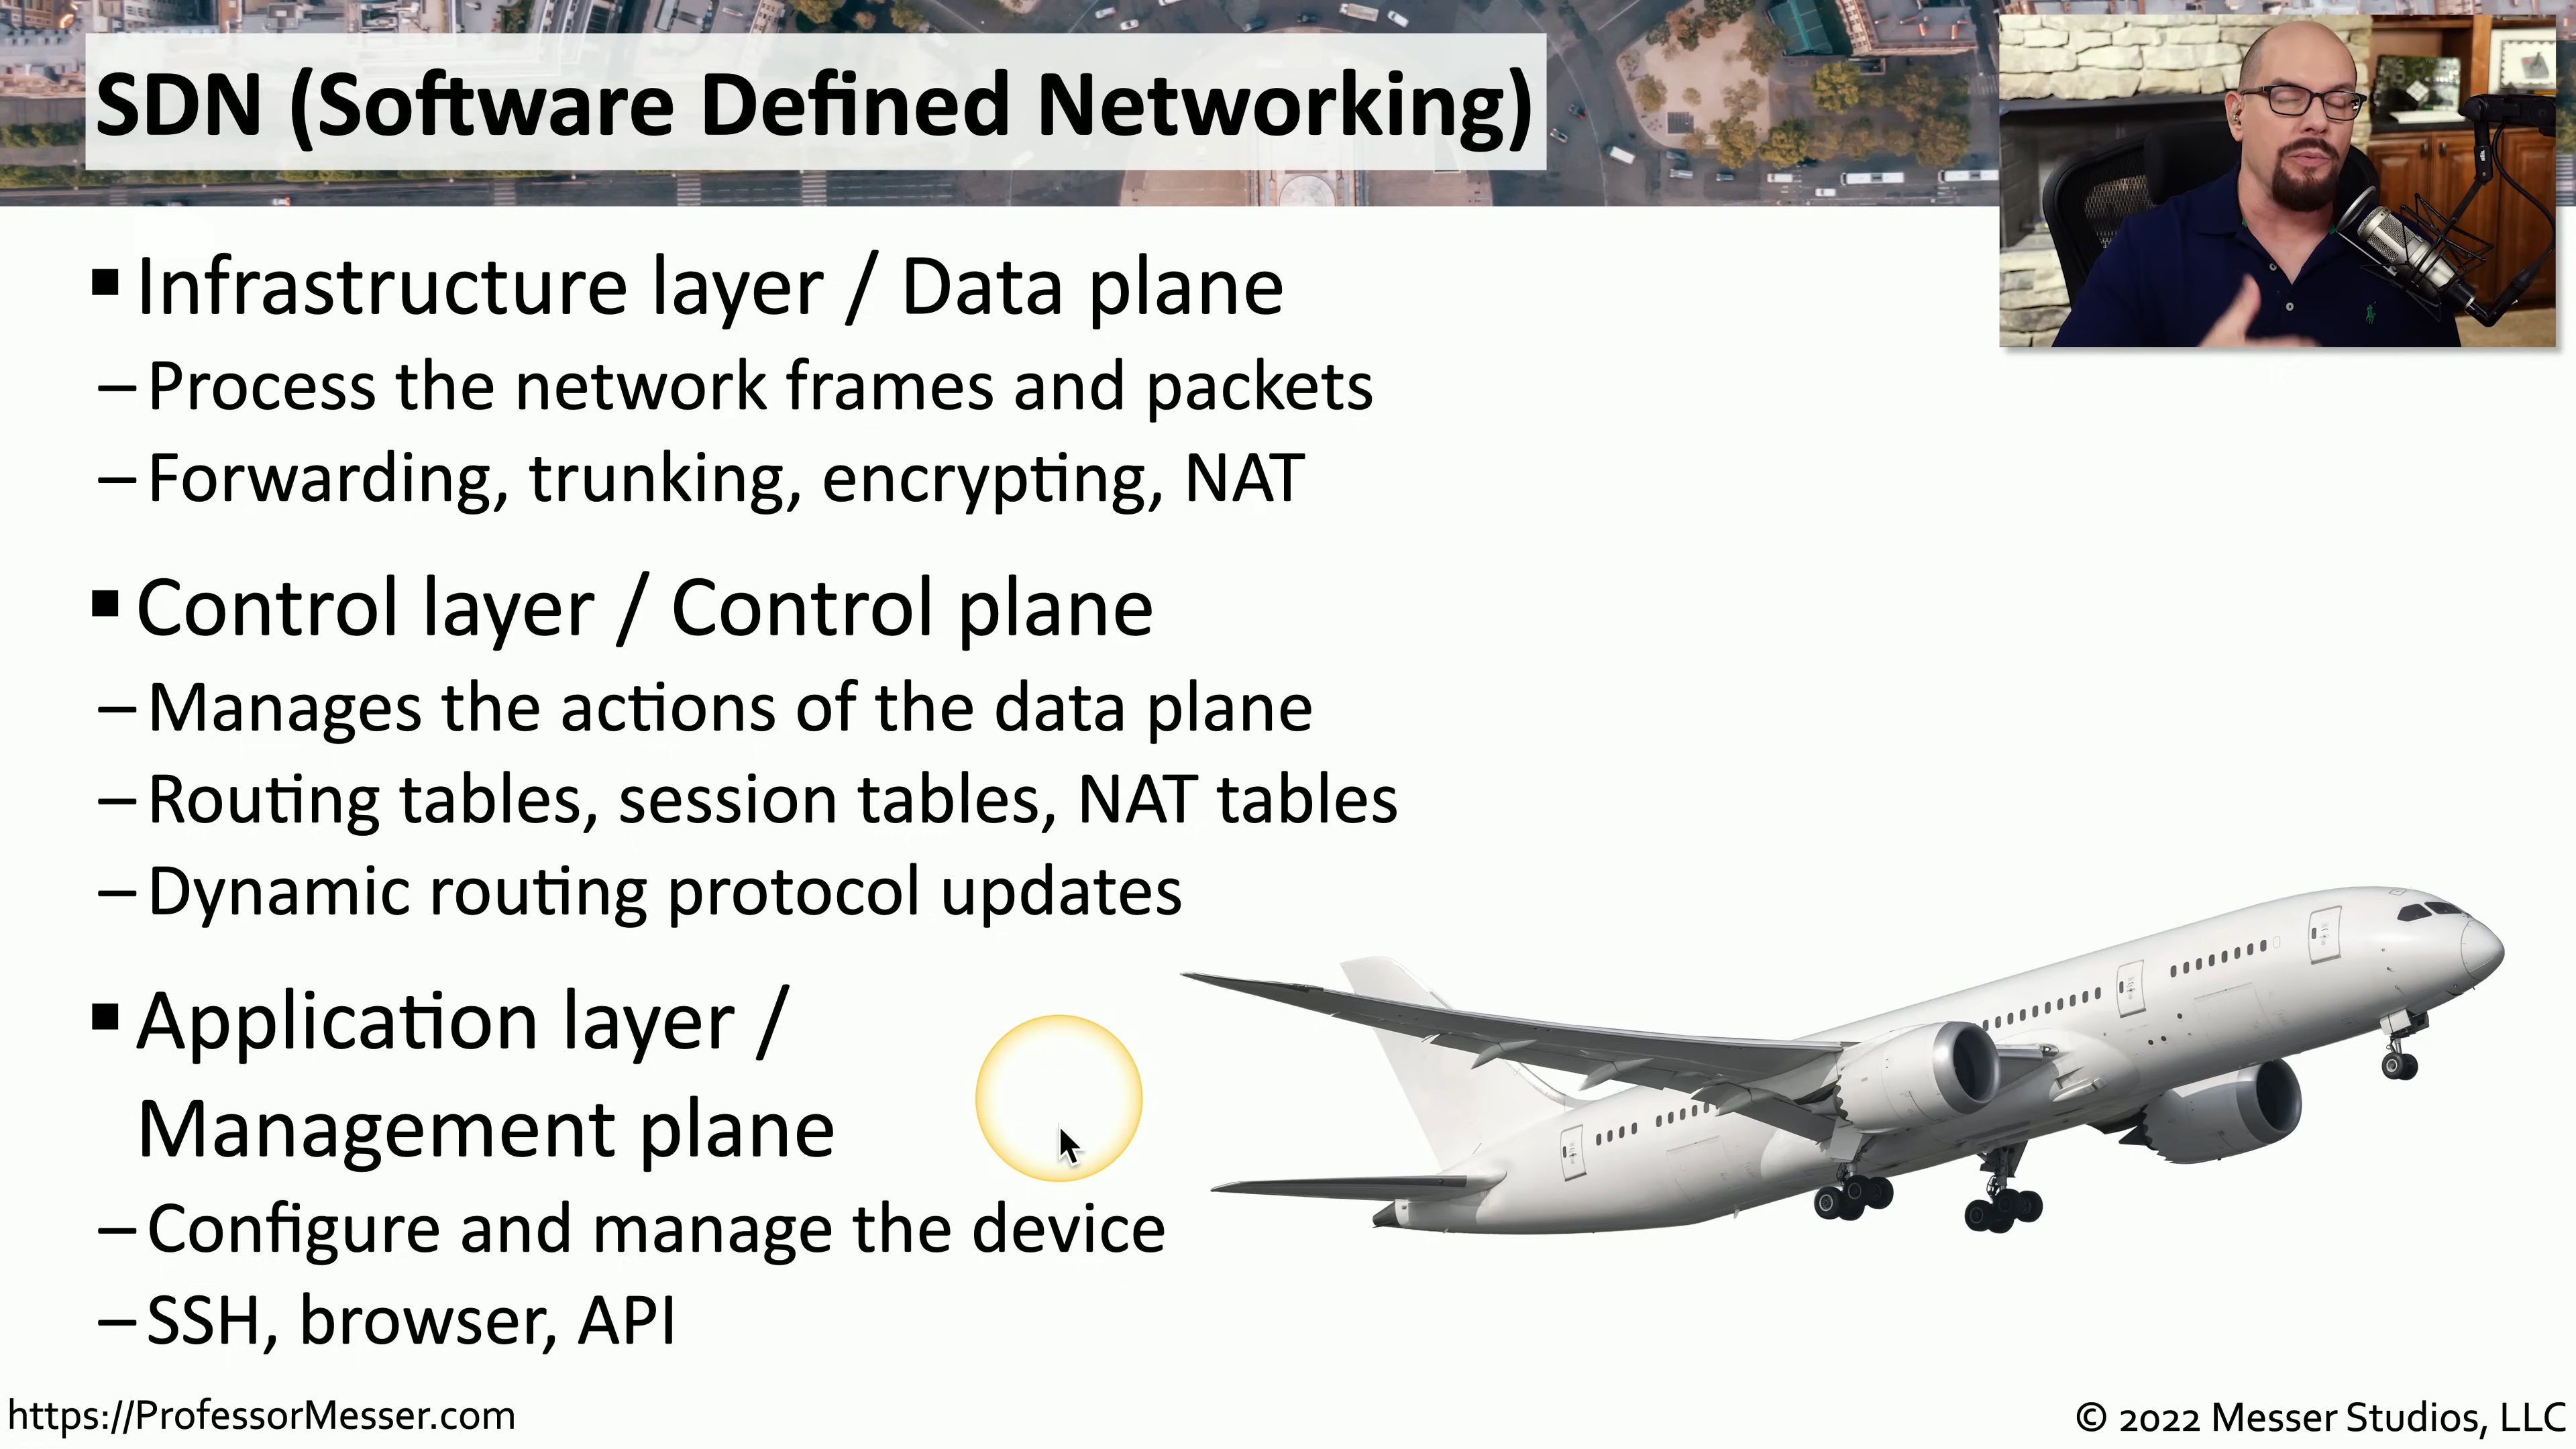 SDN (Software Defined Networking)
▪ Infrastructure layer / Data plane
– Process the network frames and packets
– Forwarding, trunking, encrypting, NAT
▪ Control layer / Control plane
– Manages the actions of the data plane
– Routing tables, session tables, NAT tables
– Dynamic routing protocol updates
▪ Application layer /
Management plane
– Configure and manage the device
– SSH, browser, API
https://ProfessorMesser.com
© 2022 Messer Studios, LLC